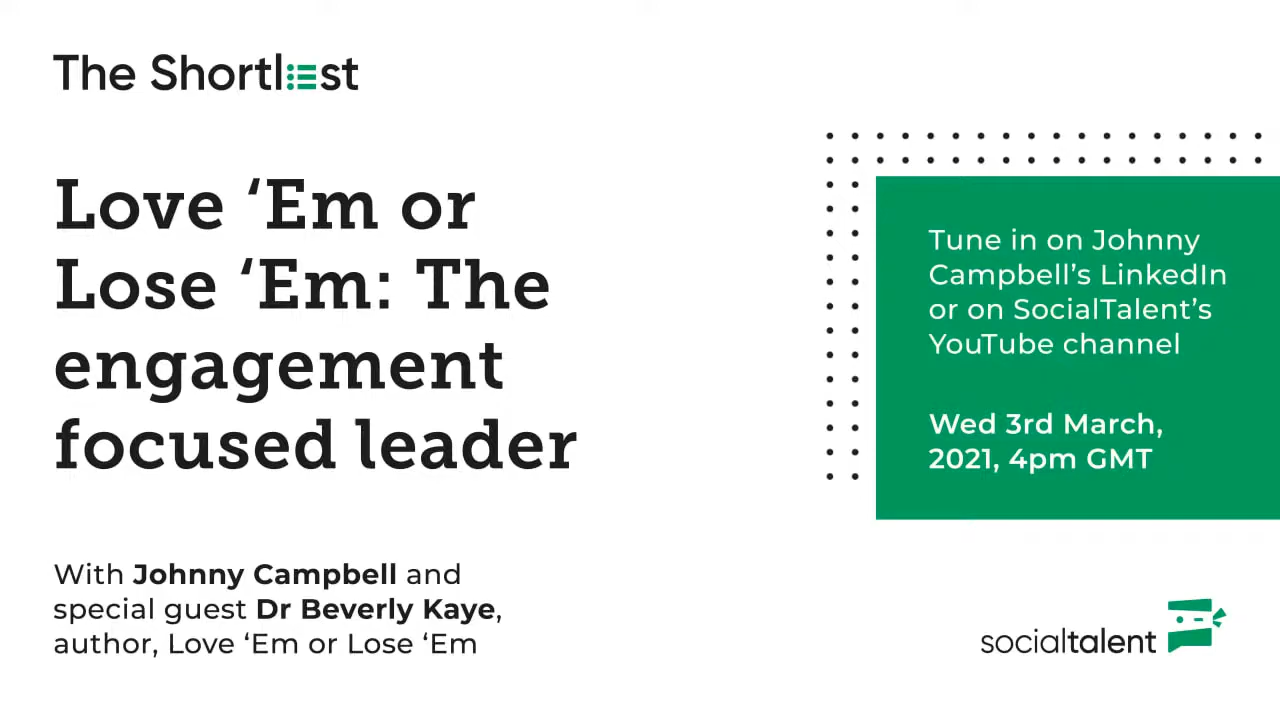 The Shortlist
Love ‘Em or
Lose ‘Em: The
engagement
focused leader
With Johnny Campbell and
special guest Dr Beverly Kaye,
author, Love ‘Em or Lose ‘Em
Tune in on Johnny
Campbell’s LinkedIn
or on SocialTalent’s
YouTube channel
Wed 3rd March,
2021, 4pm GMT
socialtalent